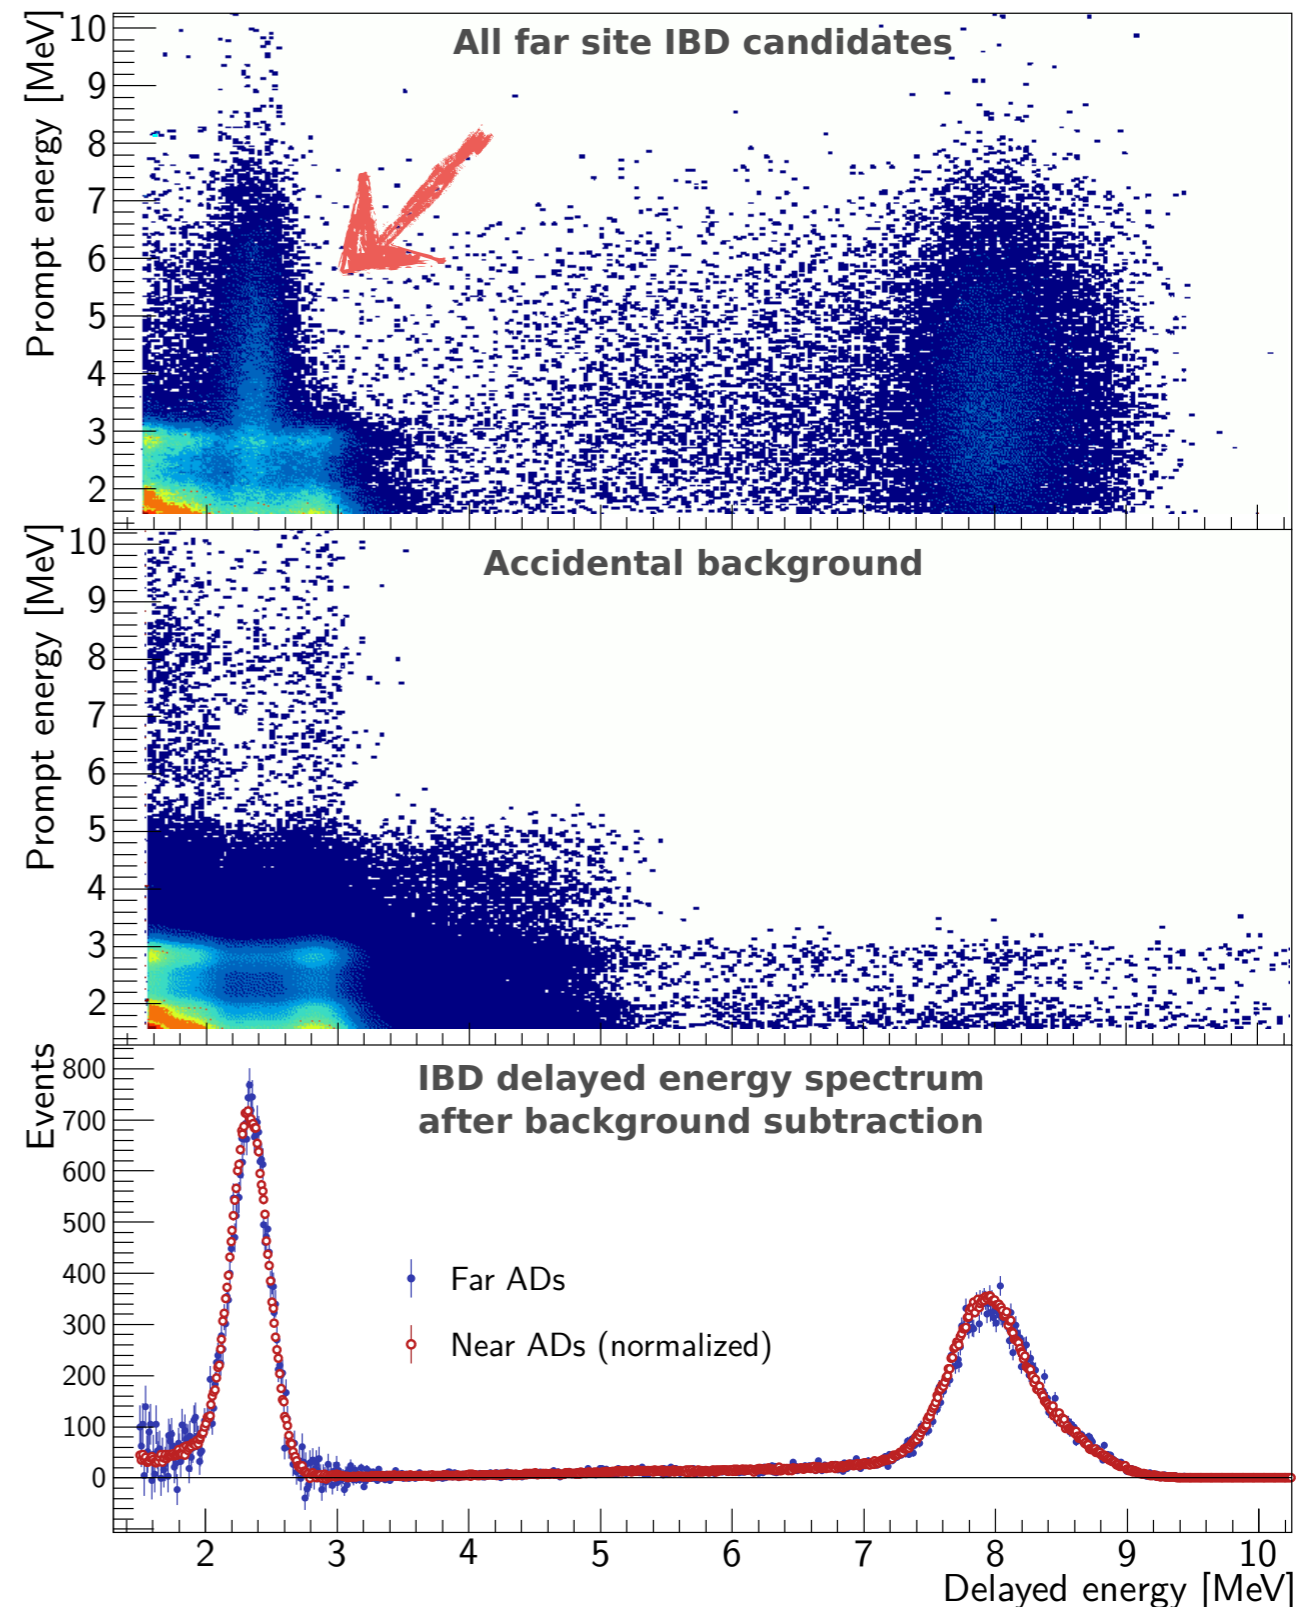 All far site IBD candidates
Prompt energy [MeV]
10
9
8
7
6
5
4
3
2
Accidental background
Prompt energy [MeV]
10
9
8
7
6
5
4
3
2
IBD delayed energy spectrum
after background subtraction
Events
800
700
600
500
400
300
200
100
0
Far ADs
Near ADs (normalized)
2 3 4 5 6 7 8 9 10
Delayed energy [MeV]